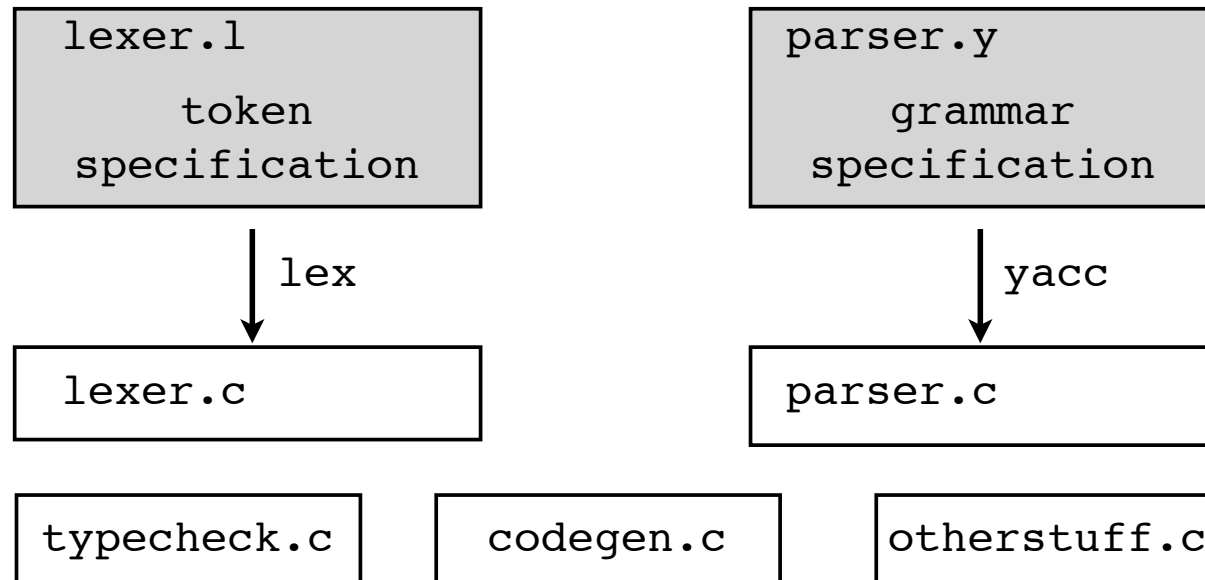 lexer.l
token
specification
parser.y
grammar
specification
lex
yacc
lexer.c
parser.c
typecheck.c
codegen.c
otherstuff.c